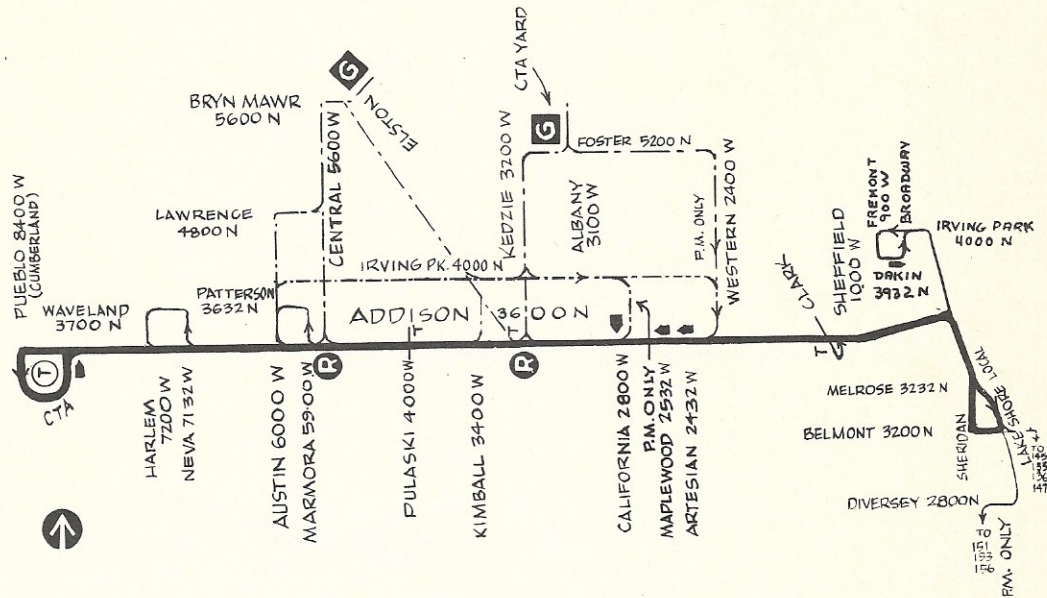 BRYN MAWR
5600 N
G
ELSTON
CTA YARD
G
FOSTER 5200 N
KEDZIE 3200 W
ALBANY
3100 W
P.M. ONLY
WESTERN 2400 W
CENTRAL 5600 W
LAWRENCE
4800 N
IRVING PK. 4000 N
PUEBLO 8400 W
(CUMBERLAND)
WAVELAND
3700 N
PATTERSON
3632 N
ADDISON 3600 N
T
CTA
R
T
T
R
CLARK
T
SHEFFIELD
1000 W
FREMONT
900 W
BROADWAY
IRVING PARK
4000 N
DAKIN
3932 N
HARLEM
7200 W
NEVA 7132 W
AUSTIN 6000 W
MARMORA 5900 W
PULASKI 4000 W
KIMBALL 3400 W
CALIFORNIA 2800 W
P.M. ONLY
MAPLEWOOD 2532 W
ARTESIAN 2432 W
MELROSE 3232 N
BELMONT 3200 N
SHERIDAN
LAKE SHORE LOCAL
TO
145
147
DIVERSEY 2800 N
TO
151
153
156
P.M. ONLY